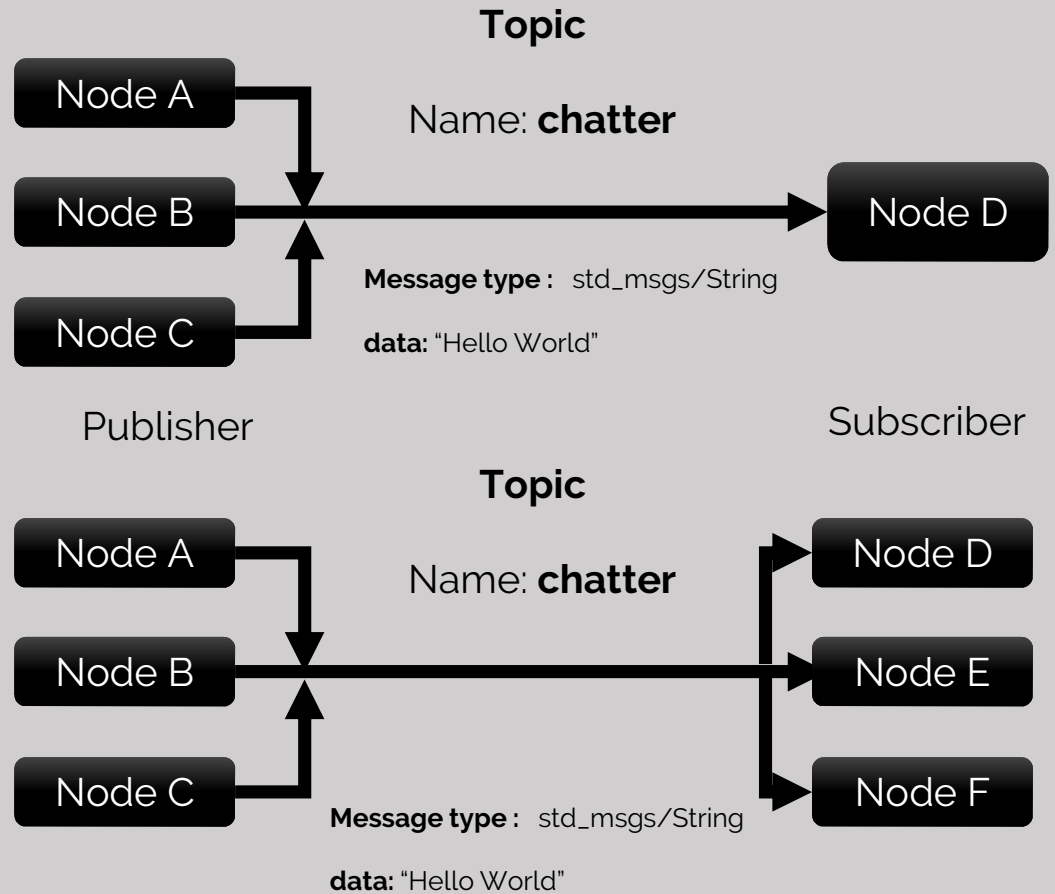 Topic
Node A
Name: chatter
Node B
Node D
Message type : std_msgs/String
Node C
data: “Hello World”
Publisher
Subscriber
Topic
Node A
Node D
Name: chatter
Node B
Node E
Node C
Node F
Message type : std_msgs/String
data: “Hello World”